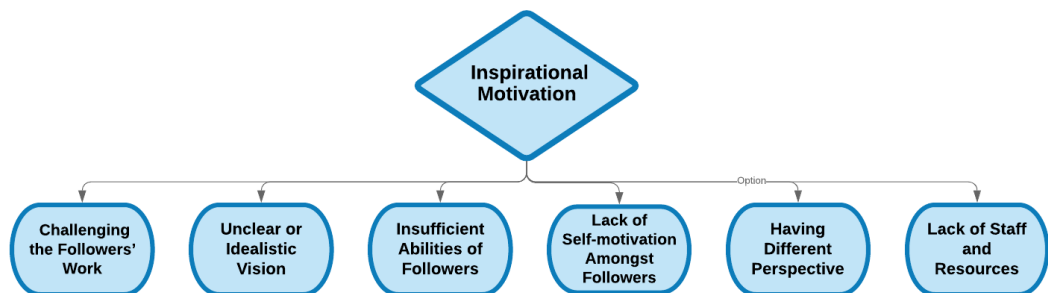 Inspirational
Motivation
Option
Challenging
the Followers’
Work
Unclear or
Idealistic
Vision
Insufficient
Abilities of
Followers
Lack of
Self-motivation
Amongst
Followers
Having
Different
Perspective
Lack of Staff
and
Resources